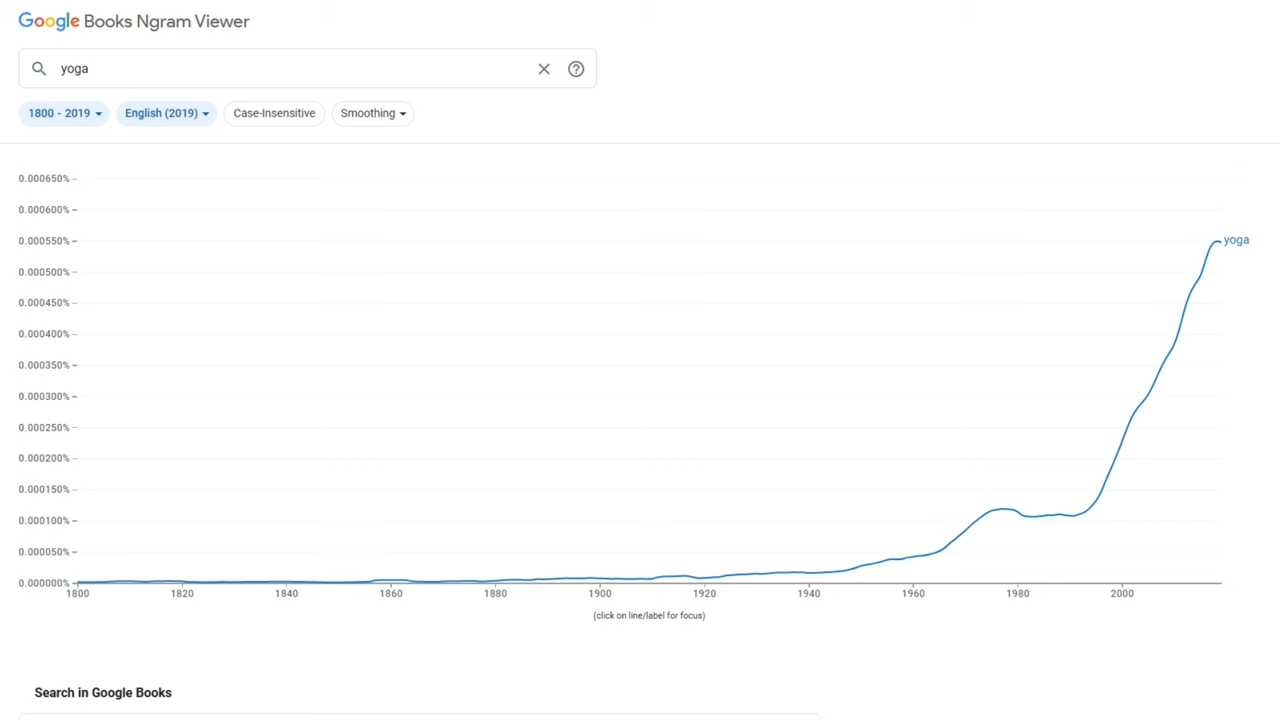 Google Books Ngram Viewer
yoga
1800 - 2019 English (2019) Case-Insensitive Smoothing
0.000650%
0.000600%
0.000550%
yoga
0.000500%
0.000450%
0.000400%
0.000350%
0.000300%
0.000250%
0.000200%
0.000150%
0.000100%
0.000050%
0.000000%
1800 1820 1840 1860 1880 1900 1920 1940 1960 1980 2000
(click on line/label for focus)
Search in Google Books